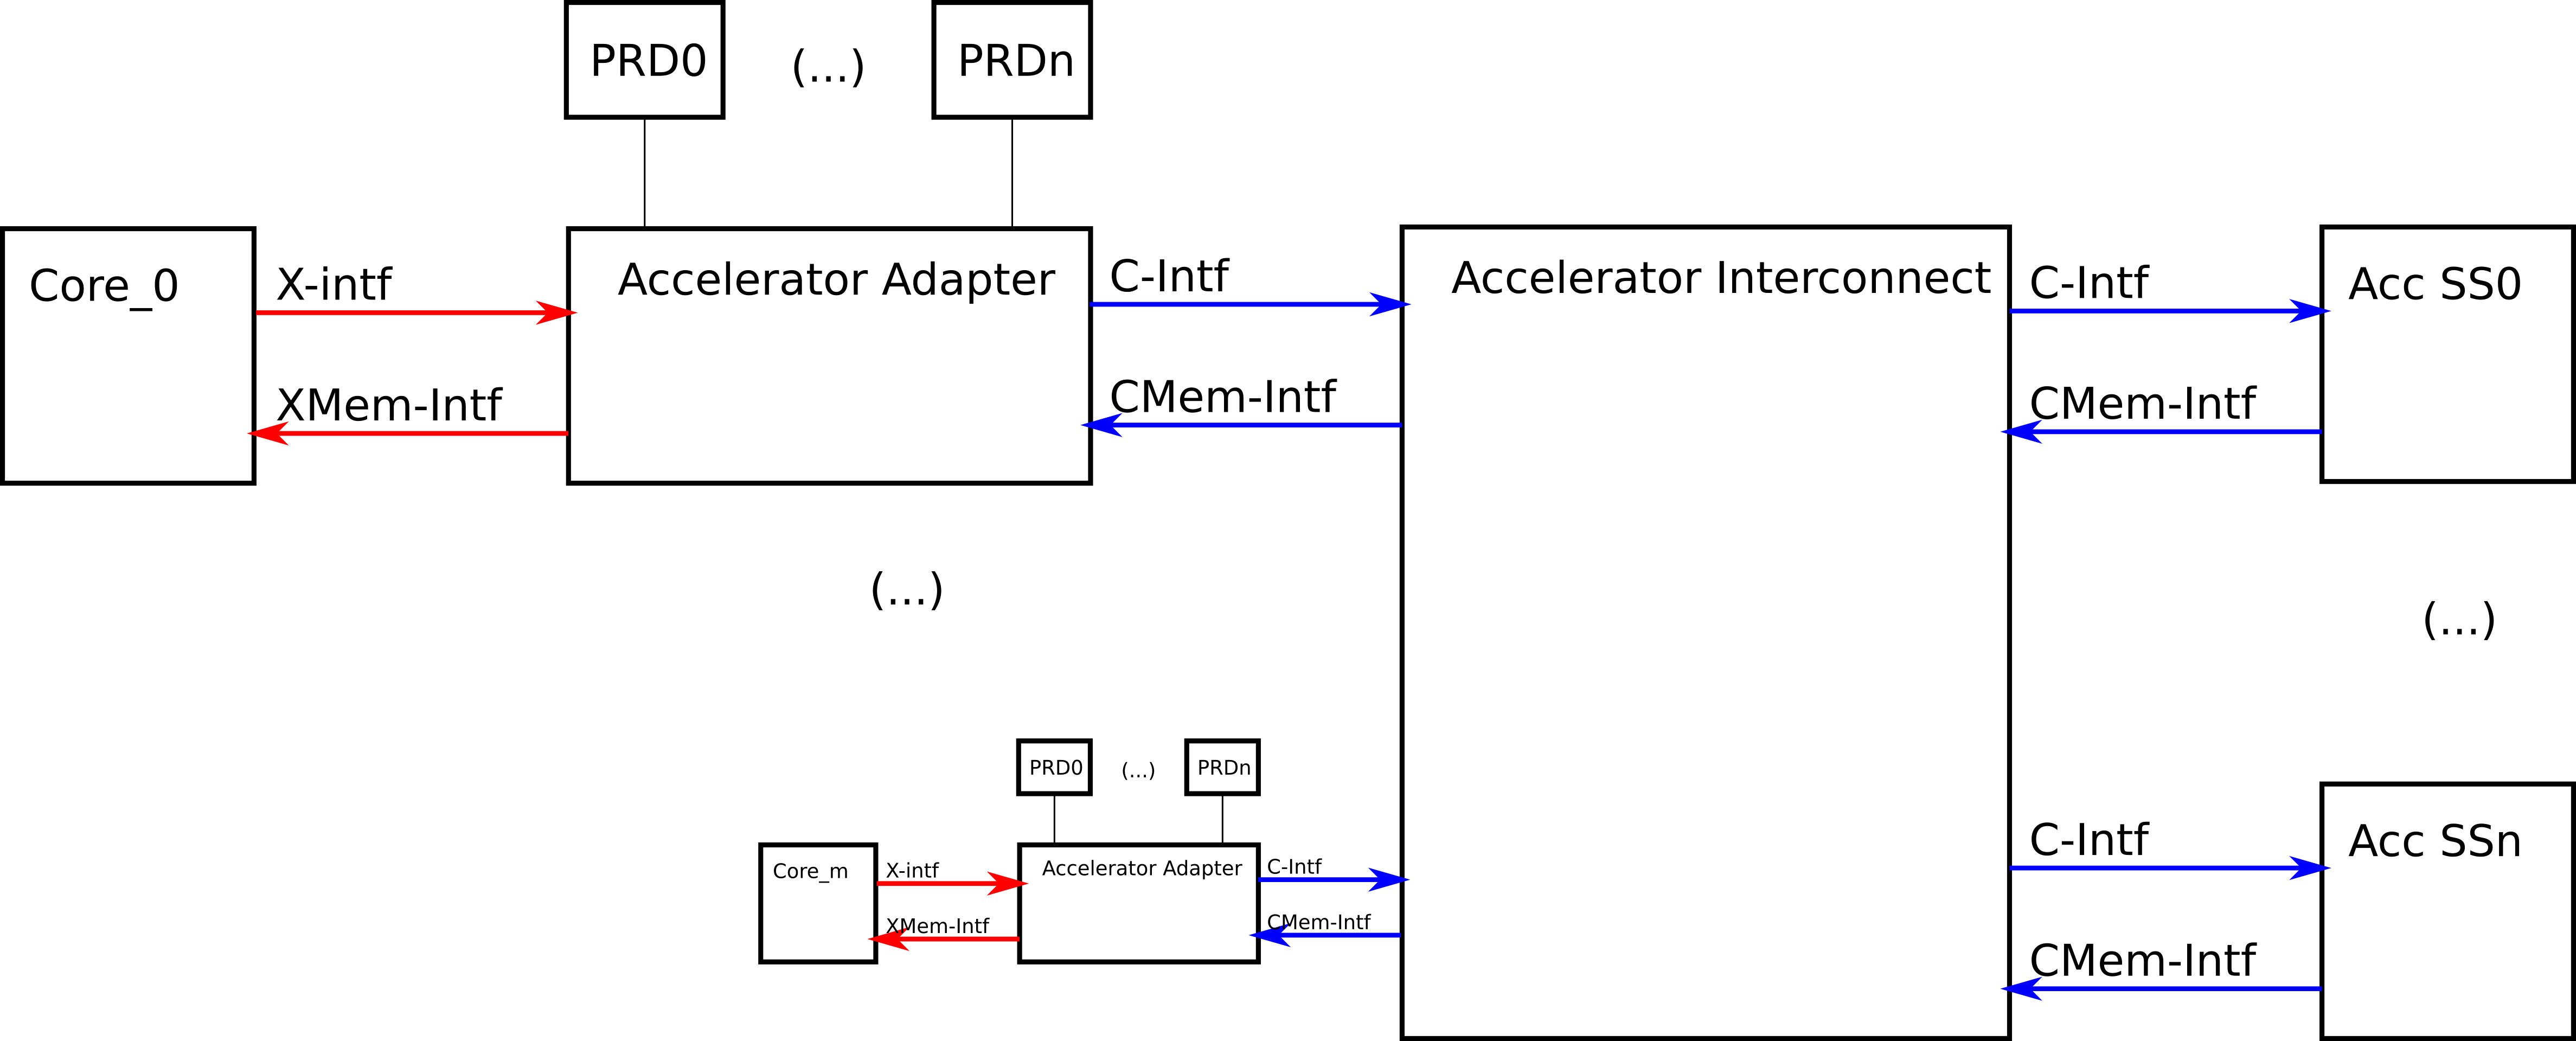 PRD0
(...)
PRDn
Core_0
X-intf
XMem-Intf
Accelerator Adapter
C-Intf
CMem-Intf
Accelerator Interconnect
C-Intf
CMem-Intf
Acc SS0
(...)
(...)
PRD0
(...)
PRDn
Core_m
X-intf
XMem-Intf
Accelerator Adapter
C-Intf
CMem-Intf
C-Intf
CMem-Intf
Acc SSn